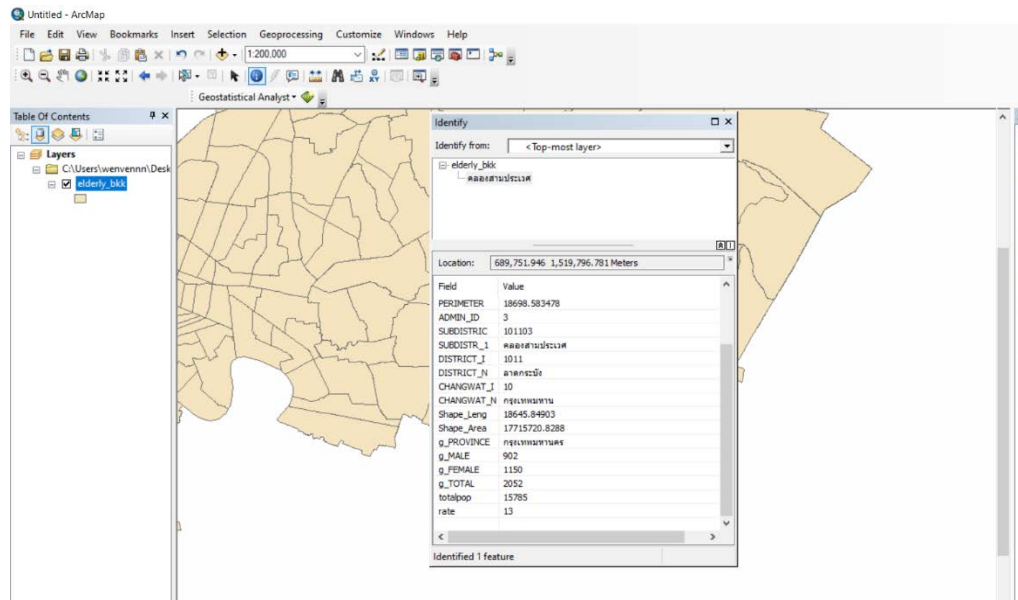 Untitled - ArcMap
File Edit View Bookmarks Insert Selection Geoprocessing Customize Windows Help
1:200,000
Geostatistical Analyst
Table Of Contents
Layers
C:\Users\wenvennn\Desk
elderly_bkk
Identify
Identify from: <Top-most layer>
elderly_bkk
คลองสามประเวศ
Location: 689,751.946 1,519,796.781 Meters
Field Value
PERIMETER 18698.583478
ADMIN_ID 3
SUBDISTRIC 101103
SUBDISTR_1 คลองสามประเวศ
DISTRICT_I 1011
DISTRICT_N ลาดกระบัง
CHANGWAT_I 10
CHANGWAT_N กรุงเทพมหาน
Shape_Leng 18645.84903
Shape_Area 17715720.8288
g_PROVINCE กรุงเทพมหานคร
g_MALE 902
g_FEMALE 1150
g_TOTAL 2052
totalpop 15785
rate 13
Identified 1 feature